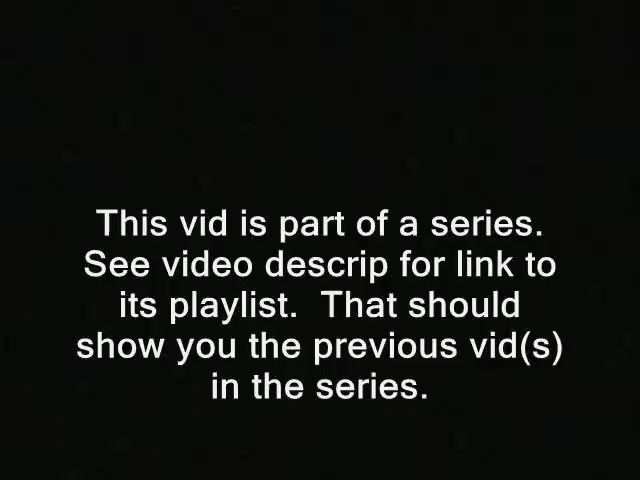 This vid is part of a series.
See video descrip for link to
its playlist.  That should
show you the previous vid(s)
in the series.